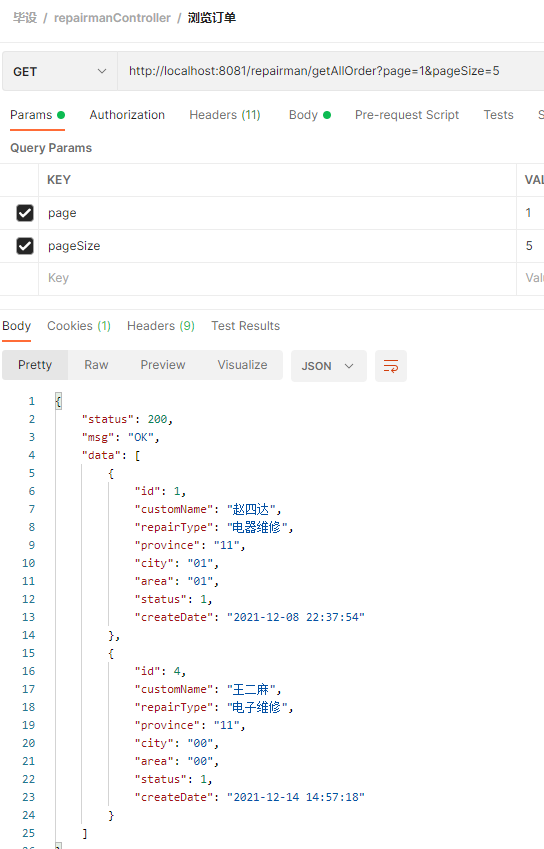 毕设 / repairmanController / 浏览订单
GET http://localhost:8081/repairman/getAllOrder?page=1&pageSize=5
Params Authorization Headers (11) Body Pre-request Script Tests S
Query Params
KEY VAL
page 1
pageSize 5
Key Valu
Body Cookies (1) Headers (9) Test Results
Pretty Raw Preview Visualize JSON
1 {
2 "status": 200,
3 "msg": "OK",
4 "data": [
5 {
6 "id": 1,
7 "customName": "赵四达",
8 "repairType": "电器维修",
9 "province": "11",
10 "city": "01",
11 "area": "01",
12 "status": 1,
13 "createDate": "2021-12-08 22:37:54"
14 },
15 {
16 "id": 4,
17 "customName": "王二麻",
18 "repairType": "电子维修",
19 "province": "11",
20 "city": "00",
21 "area": "00",
22 "status": 1,
23 "createDate": "2021-12-14 14:57:18"
24 }
25 ]
26 }